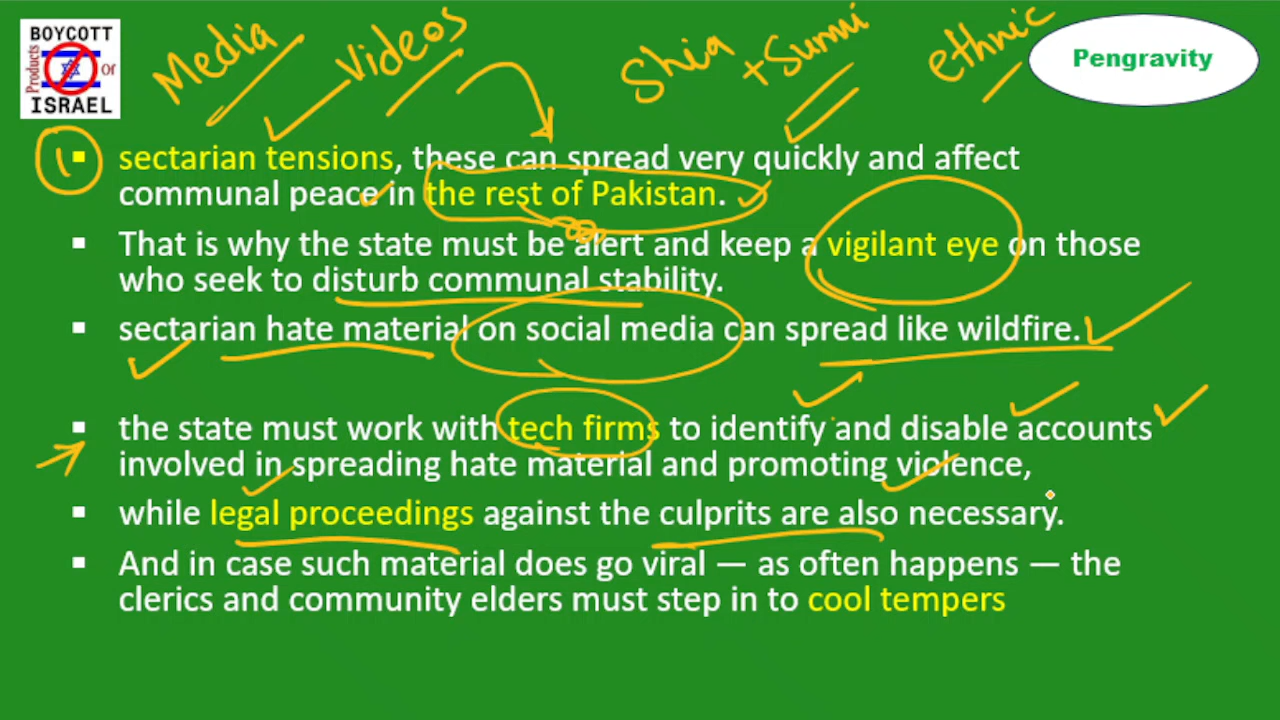 BOYCOTT
Products OF
ISRAEL
Media Videos Shia + Sunni ethnic
Pengravity
1
▪ sectarian tensions, these can spread very quickly and affect
communal peace in the rest of Pakistan.
▪ That is why the state must be alert and keep a vigilant eye on those
who seek to disturb communal stability.
▪ sectarian hate material on social media can spread like wildfire.
▪ the state must work with tech firms to identify and disable accounts
involved in spreading hate material and promoting violence,
▪ while legal proceedings against the culprits are also necessary.
▪ And in case such material does go viral — as often happens — the
clerics and community elders must step in to cool tempers